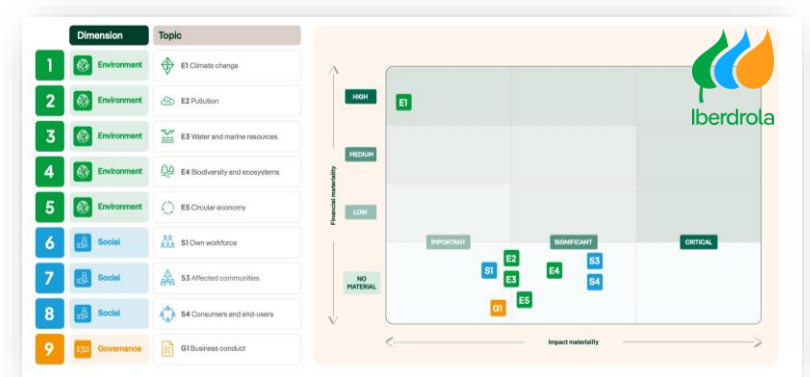 Dimension Topic
1 Environment E1 Climate change
2 Environment E2 Pollution
3 Environment E3 Water and marine resources
4 Environment E4 Biodiversity and ecosystems
5 Environment E5 Circular economy
6 Social S1 Own workforce
7 Social S3 Affected communities
8 Social S4 Consumers and end-users
9 Governance G1 Business conduct
Iberdrola
Financial materiality
HIGH
E1
MEDIUM
LOW
IMPORTANT SIGNIFICANT CRITICAL
NO
MATERIAL
E2 S3
S1 E4
E3 S4
E5
G1
Impact materiality